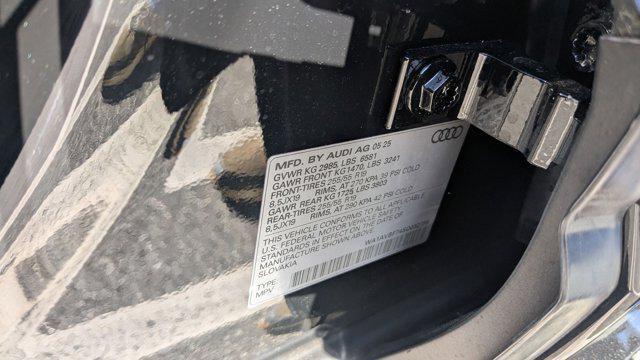 MFD. BY AUDI AG 05 25
GVWR KG 2985, LBS 6581
GAWR FRONT KG1470, LBS 3241
FRONT-TIRES 255/55 R19
8,5JX19 RIMS, AT 270 KPA 39 PSI COLD
GAWR REAR KG 1725, LBS 3803
REAR-TIRES 255/55 R19
8,5JX19 RIMS, AT 290 KPA 42 PSI COLD
THIS VEHICLE CONFORMS TO ALL APPLICABLE
U.S. FEDERAL MOTOR VEHICLE SAFETY
STANDARDS IN EFFECT ON THE DATE OF
MANUFACTURE SHOWN ABOVE.
SLOVAKIA
TYPE:
MPV